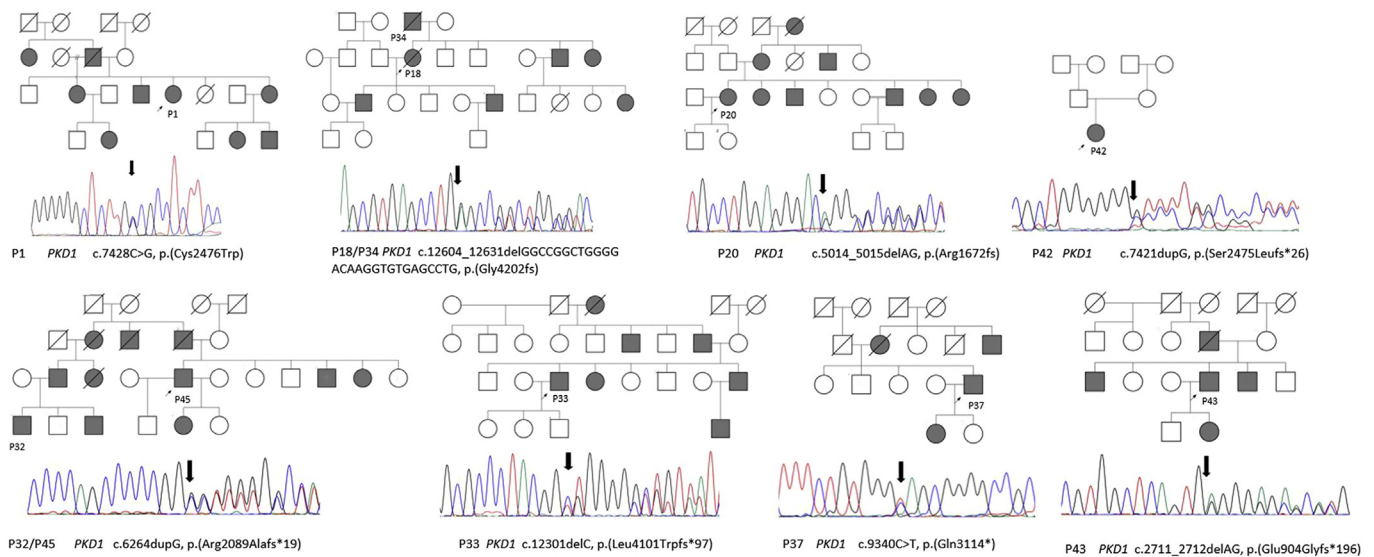 P34
P18
P1
P20
P42
P1 PKD1 c.7428C>G, p.(Cys2476Trp)
P18/P34 PKD1 c.12604_12631delGGCCGGCTGGGG
ACAAGGTGTGAGCCTG, p.(Gly4202fs)
P20 PKD1 c.5014_5015delAG, p.(Arg1672fs)
P42 PKD1 c.7421dupG, p.(Ser2475Leufs*26)
P45
P33
P37
P43
P32
P32/P45 PKD1 c.6264dupG, p.(Arg2089Alafs*19)
P33 PKD1 c.12301delC, p.(Leu4101Trpfs*97)
P37 PKD1 c.9340C>T, p.(Gln3114*)
P43 PKD1 c.2711_2712delAG, p.(Glu904Glyfs*196)